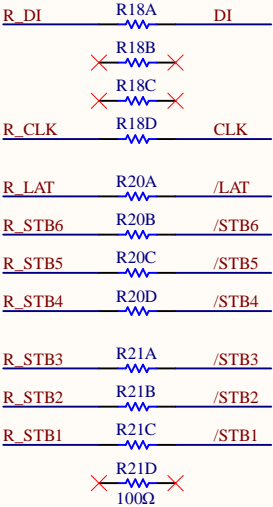 R_DI R18A DI
R18B
R18C
R_CLK R18D CLK
R_LAT R20A /LAT
R_STB6 R20B /STB6
R_STB5 R20C /STB5
R_STB4 R20D /STB4
R_STB3 R21A /STB3
R_STB2 R21B /STB2
R_STB1 R21C /STB1
R21D
100Ω